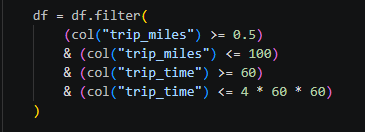 df = df.filter(
(col("trip_miles") >= 0.5)
& (col("trip_miles") <= 100)
& (col("trip_time") >= 60)
& (col("trip_time") <= 4 * 60 * 60)
)